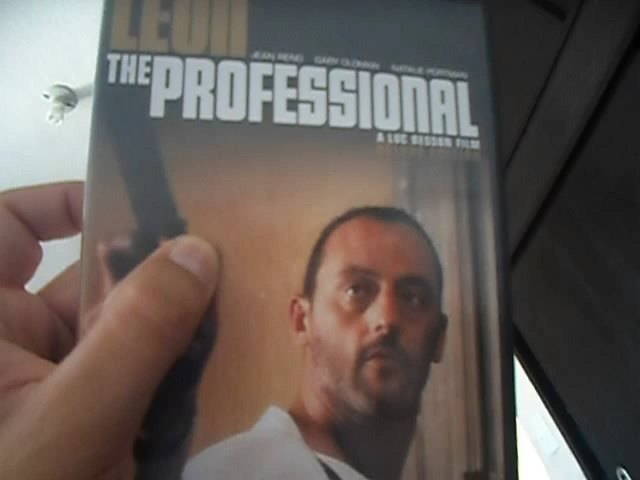 LEON
JEAN RENO GARY OLDMAN NATALIE PORTMAN
THE PROFESSIONAL
A LUC BESSON FILM